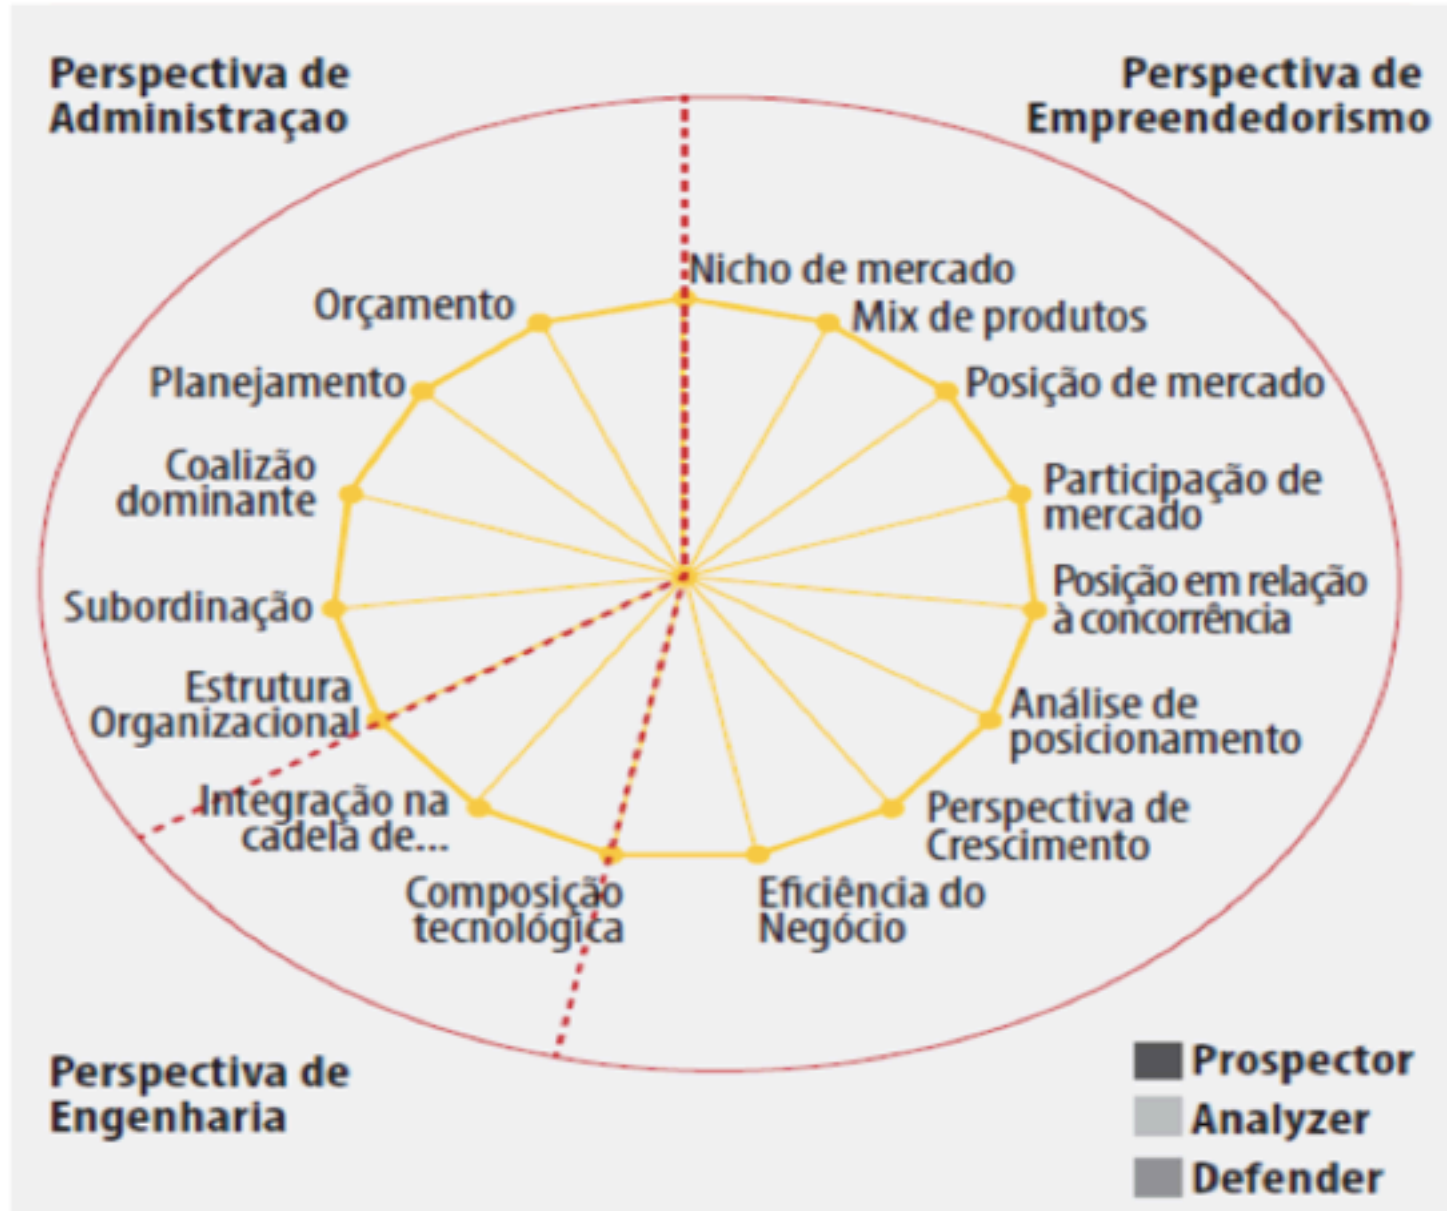 Perspectiva de
Administraçao
Perspectiva de
Empreendedorismo
Nicho de mercado
Mix de produtos
Posição de mercado
Participação de
mercado
Posição em relação
à concorrência
Análise de
posicionamento
Perspectiva de
Crescimento
Eficiência do
Negócio
Composição
tecnológica
Integração na
cadela de...
Estrutura
Organizacional
Subordinação
Coalizão
dominante
Planejamento
Orçamento
Perspectiva de
Engenharia
Prospector
Analyzer
Defender